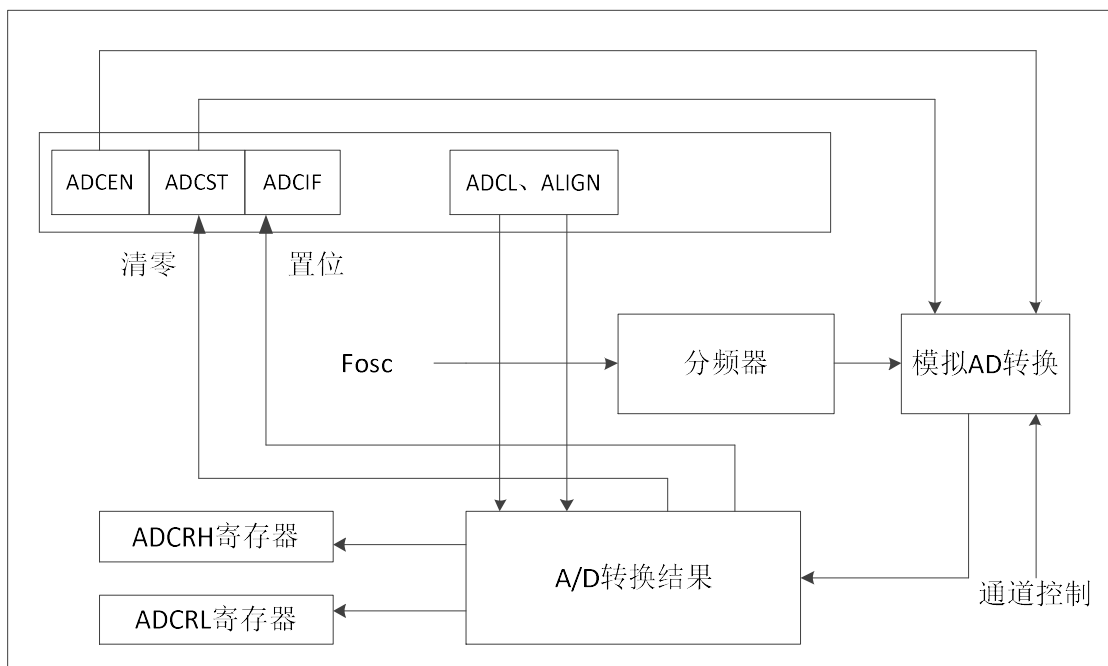 ADCEN
ADCST
ADCIF
ADCL、ALIGN
清零
置位
Fosc
分频器
模拟AD转换
ADCRH寄存器
A/D转换结果
ADCRL寄存器
通道控制